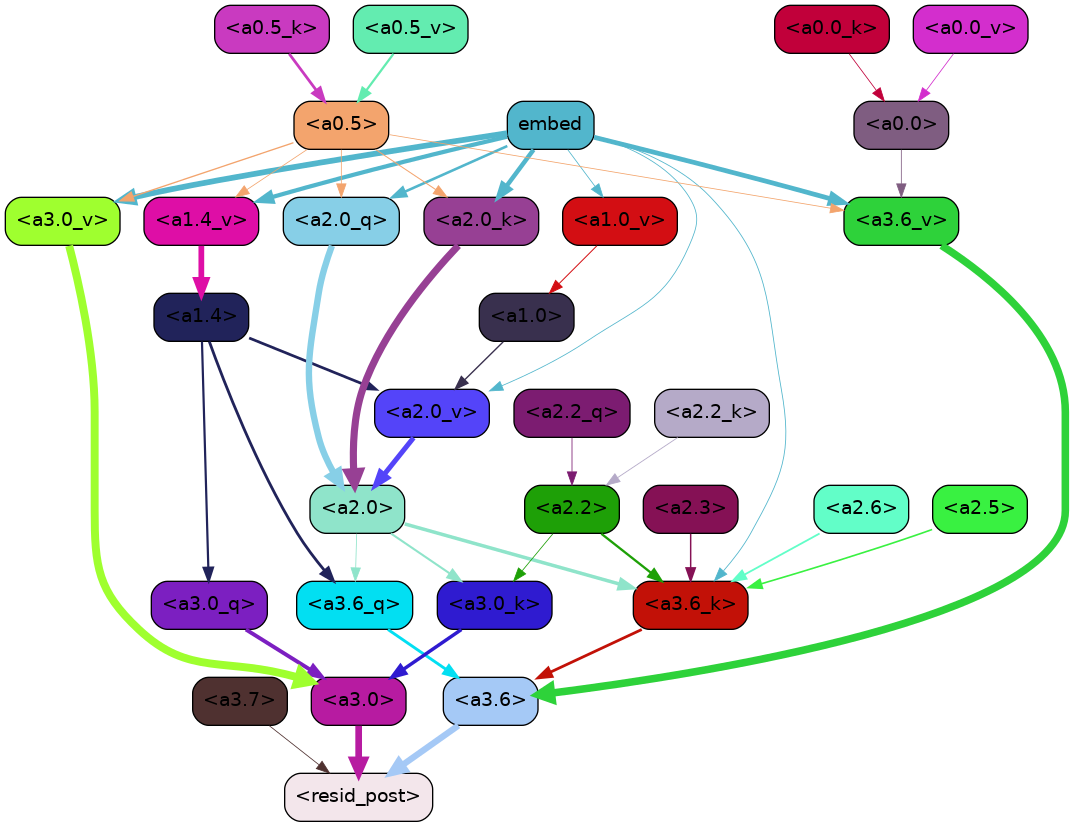 <a0.5_k>
<a0.5_v>
<a0.0_k>
<a0.0_v>
<a0.5>
embed
<a0.0>
<a3.0_v>
<a1.4_v>
<a2.0_q>
<a2.0_k>
<a1.0_v>
<a3.6_v>
<a1.4>
<a1.0>
<a2.0_v>
<a2.2_q>
<a2.2_k>
<a2.0>
<a2.2>
<a2.3>
<a2.6>
<a2.5>
<a3.0_q>
<a3.6_q>
<a3.0_k>
<a3.6_k>
<a3.7>
<a3.0>
<a3.6>
<resid_post>